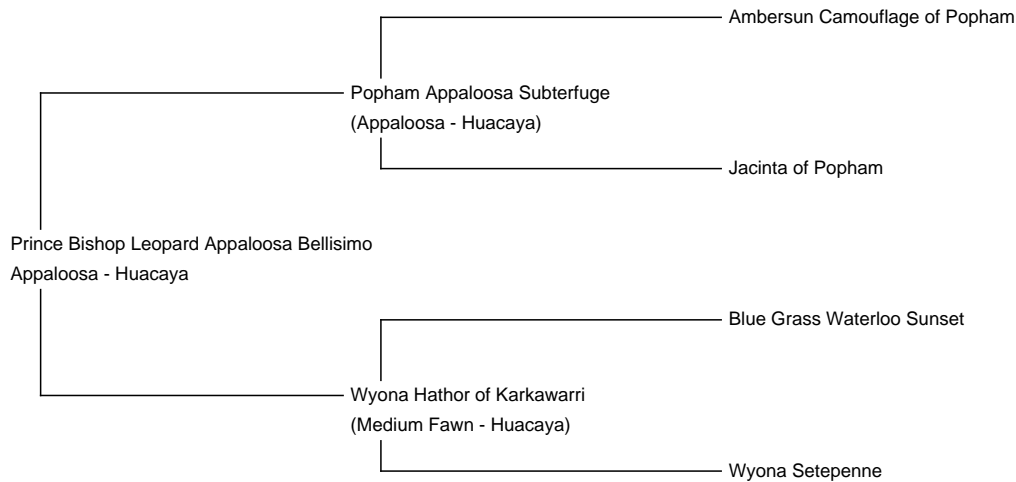 Ambersun Camouflage of Popham
Popham Appaloosa Subterfuge
(Appaloosa - Huacaya)
Jacinta of Popham
Prince Bishop Leopard Appaloosa Bellisimo
Appaloosa - Huacaya
Blue Grass Waterloo Sunset
Wyona Hathor of Karkawarri
(Medium Fawn - Huacaya)
Wyona Setepenne